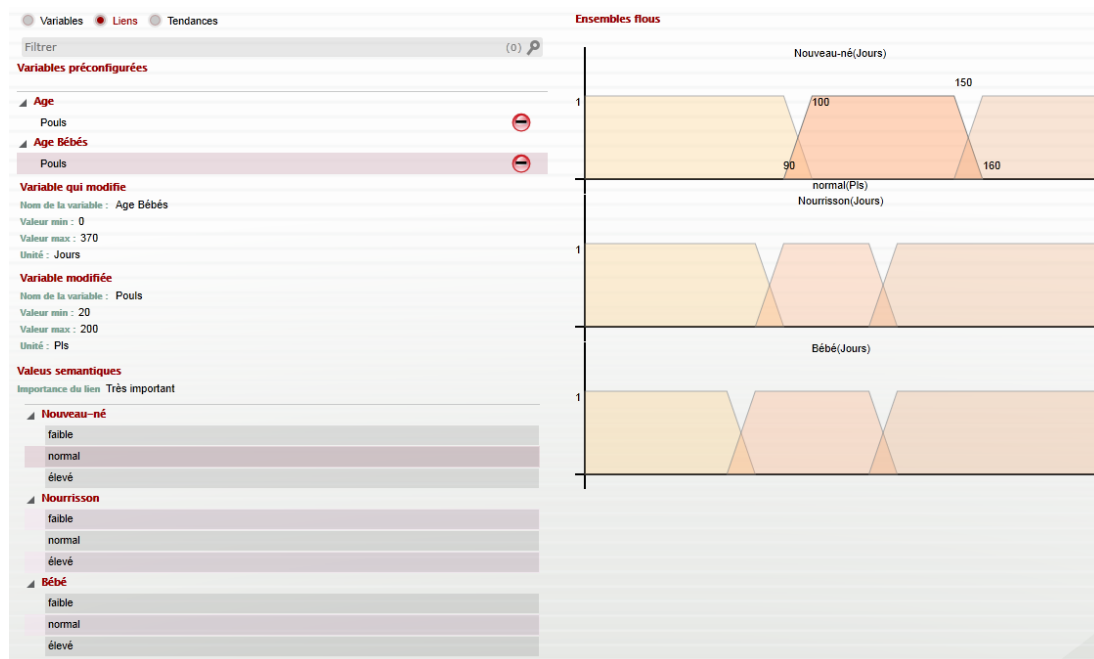 Variables Liens Tendances
Filtrer (0)
Variables préconfigurées
Age
Pouls
Age Bébés
Pouls
Variable qui modifie
Nom de la variable : Age Bébés
Valeur min : 0
Valeur max : 370
Unité : Jours
Variable modifiée
Nom de la variable : Pouls
Valeur min : 20
Valeur max : 200
Unité : Pls
Valeus semantiques
Importance du lien Très important
Nouveau-né
faible
normal
élevé
Nourrisson
faible
normal
élevé
Bébé
faible
normal
élevé
Ensembles flous
Nouveau-né(Jours)
150
1 100
90 160
normal(Pls)
Nourrisson(Jours)
1
Bébé(Jours)
1